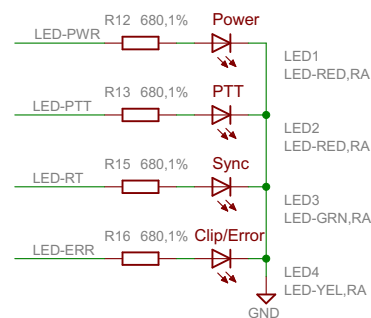 R12 680,1% Power
LED-PWR
LED1
LED-RED,RA
R13 680,1% PTT
LED-PTT
LED2
LED-RED,RA
R15 680,1% Sync
LED-RT
LED3
LED-GRN,RA
R16 680,1% Clip/Error
LED-ERR
LED4
LED-YEL,RA
GND